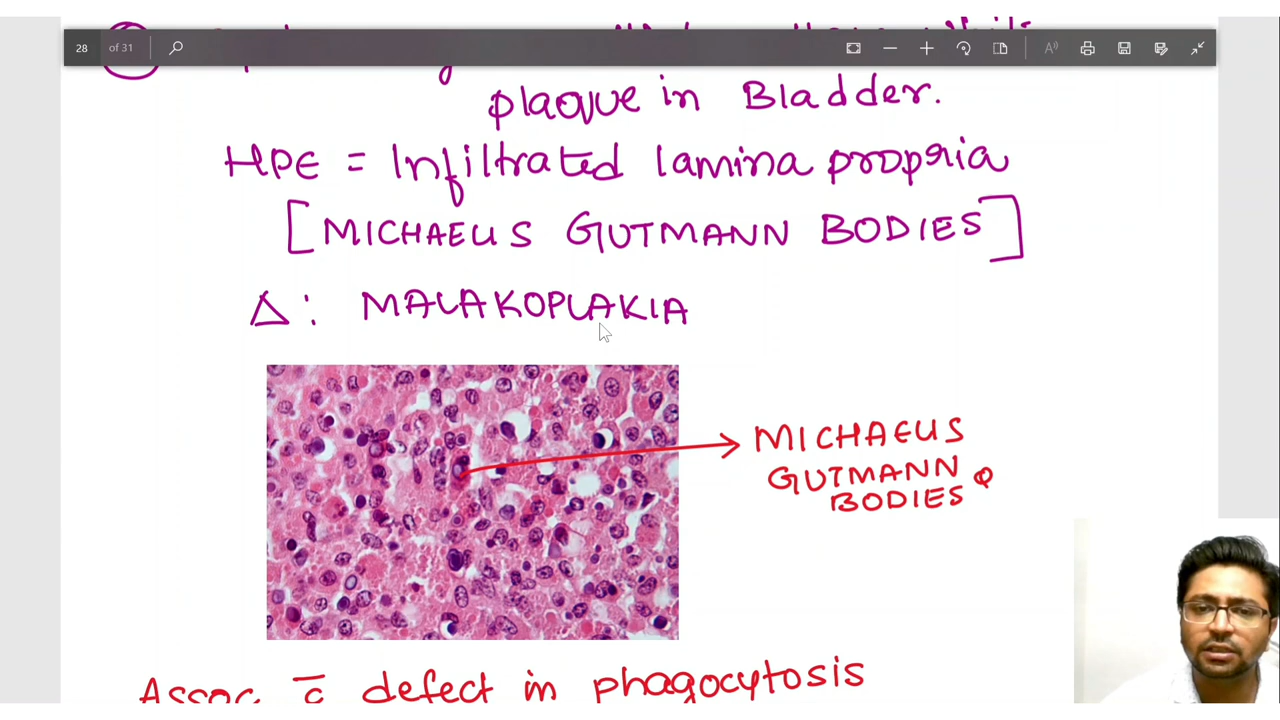 28 of 31
plaque in Bladder.
HPE = Infiltrated lamina propria
[MICHAELIS GUTMANN BODIES]
Δ: MALAKOPLAKIA
MICHAELIS
GUTMANN
BODIES
Assoc. c̄ defect in phagocytosis